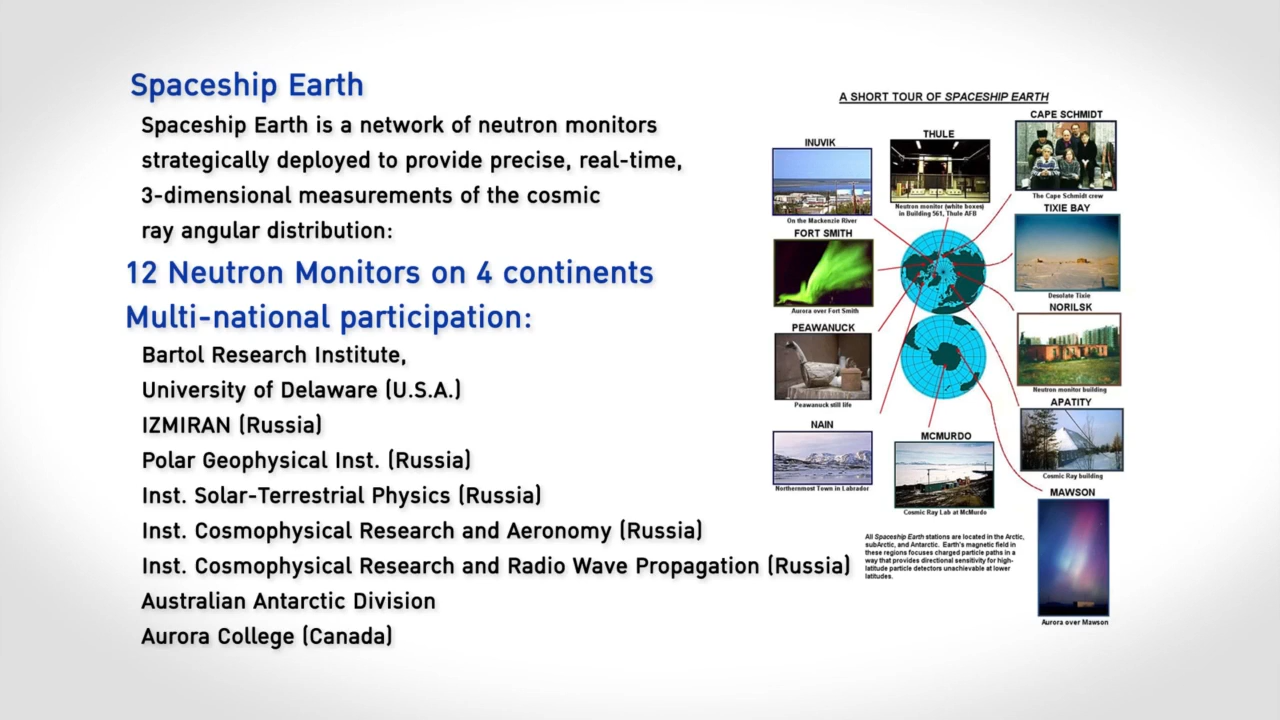 Spaceship Earth
Spaceship Earth is a network of neutron monitors
strategically deployed to provide precise, real-time,
3-dimensional measurements of the cosmic
ray angular distribution:
12 Neutron Monitors on 4 continents
Multi-national participation:
Bartol Research Institute,
University of Delaware (U.S.A.)
IZMIRAN (Russia)
Polar Geophysical Inst. (Russia)
Inst. Solar-Terrestrial Physics (Russia)
Inst. Cosmophysical Research and Aeronomy (Russia)
Inst. Cosmophysical Research and Radio Wave Propagation (Russia)
Australian Antarctic Division
Aurora College (Canada)
A SHORT TOUR OF SPACESHIP EARTH
INUVIK
On the Mackenzie River
THULE
Neutron monitor (white boxes)
in Building 561, Thule AFB
CAPE SCHMIDT
The Cape Schmidt crew
FORT SMITH
Aurora over Fort Smith
TIXIE BAY
Desolate Tixie
PEAWANUCK
Peawanuck still life
NORILSK
Neutron monitor building
NAIN
Northernmost Town in Labrador
MCMURDO
Cosmic Ray Lab at McMurdo
APATITY
Cosmic Ray building
MAWSON
Aurora over Mawson
All Spaceship Earth stations are located in the Arctic,
subArctic, and Antarctic. Earth's magnetic field in
these regions focuses charged particle paths in a
way that provides directional sensitivity for high-
latitude particle detectors unachievable at lower
latitudes.